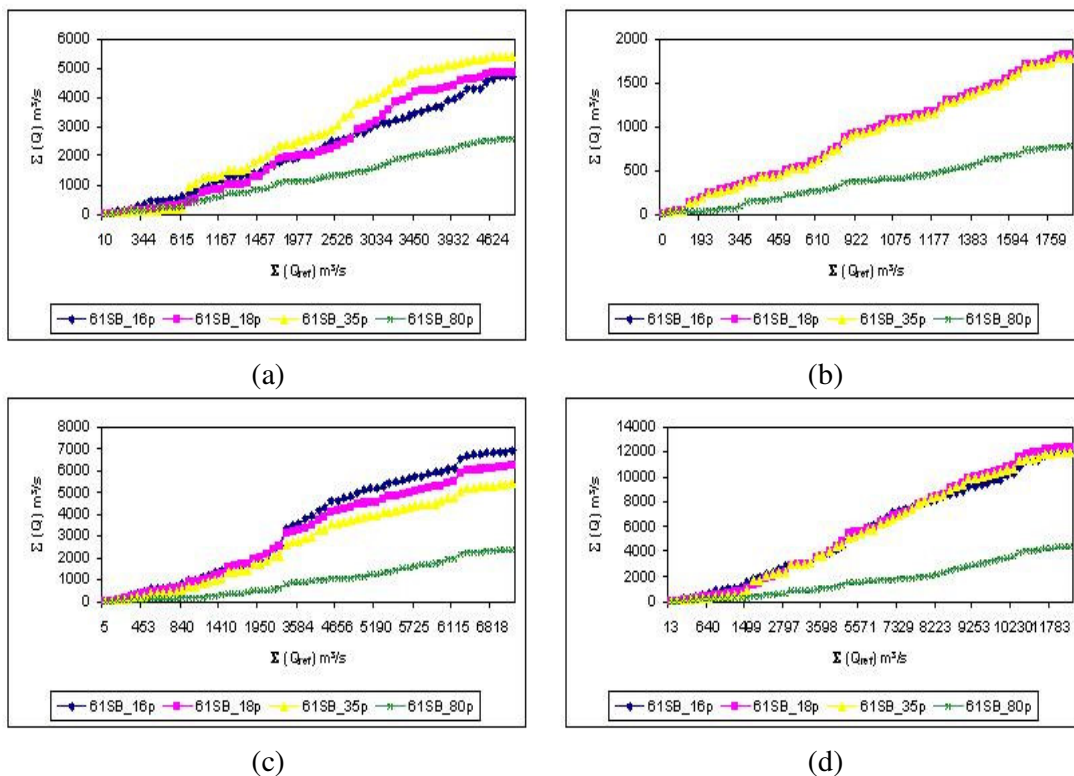 6000
5000
4000
3000
2000
1000
0
Σ (Q) m³/s
10 344 615 1167 1457 1977 2526 3034 3450 3932 4624
Σ (Qref) m³/s
61SB_16p 61SB_18p 61SB_35p 61SB_80p
(a)
2000
1500
1000
500
0
Σ (Q) m³/s
0 193 345 459 610 922 1075 1177 1383 1594 1759
Σ (Qref) m³/s
61SB_16p 61SB_18p 61SB_35p 61SB_80p
(b)
8000
7000
6000
5000
4000
3000
2000
1000
0
Σ (Q) m³/s
5 453 840 1410 1950 3584 4656 5190 5725 6115 6818
Σ (Qref) m³/s
61SB_16p 61SB_18p 61SB_35p 61SB_80p
(c)
14000
12000
10000
8000
6000
4000
2000
0
Σ (Q) m³/s
13 640 1499 2797 3598 5571 7329 8223 9253 10230 11783
Σ (Qref) m³/s
61SB_16p 61SB_18p 61SB_35p 61SB_80p
(d)